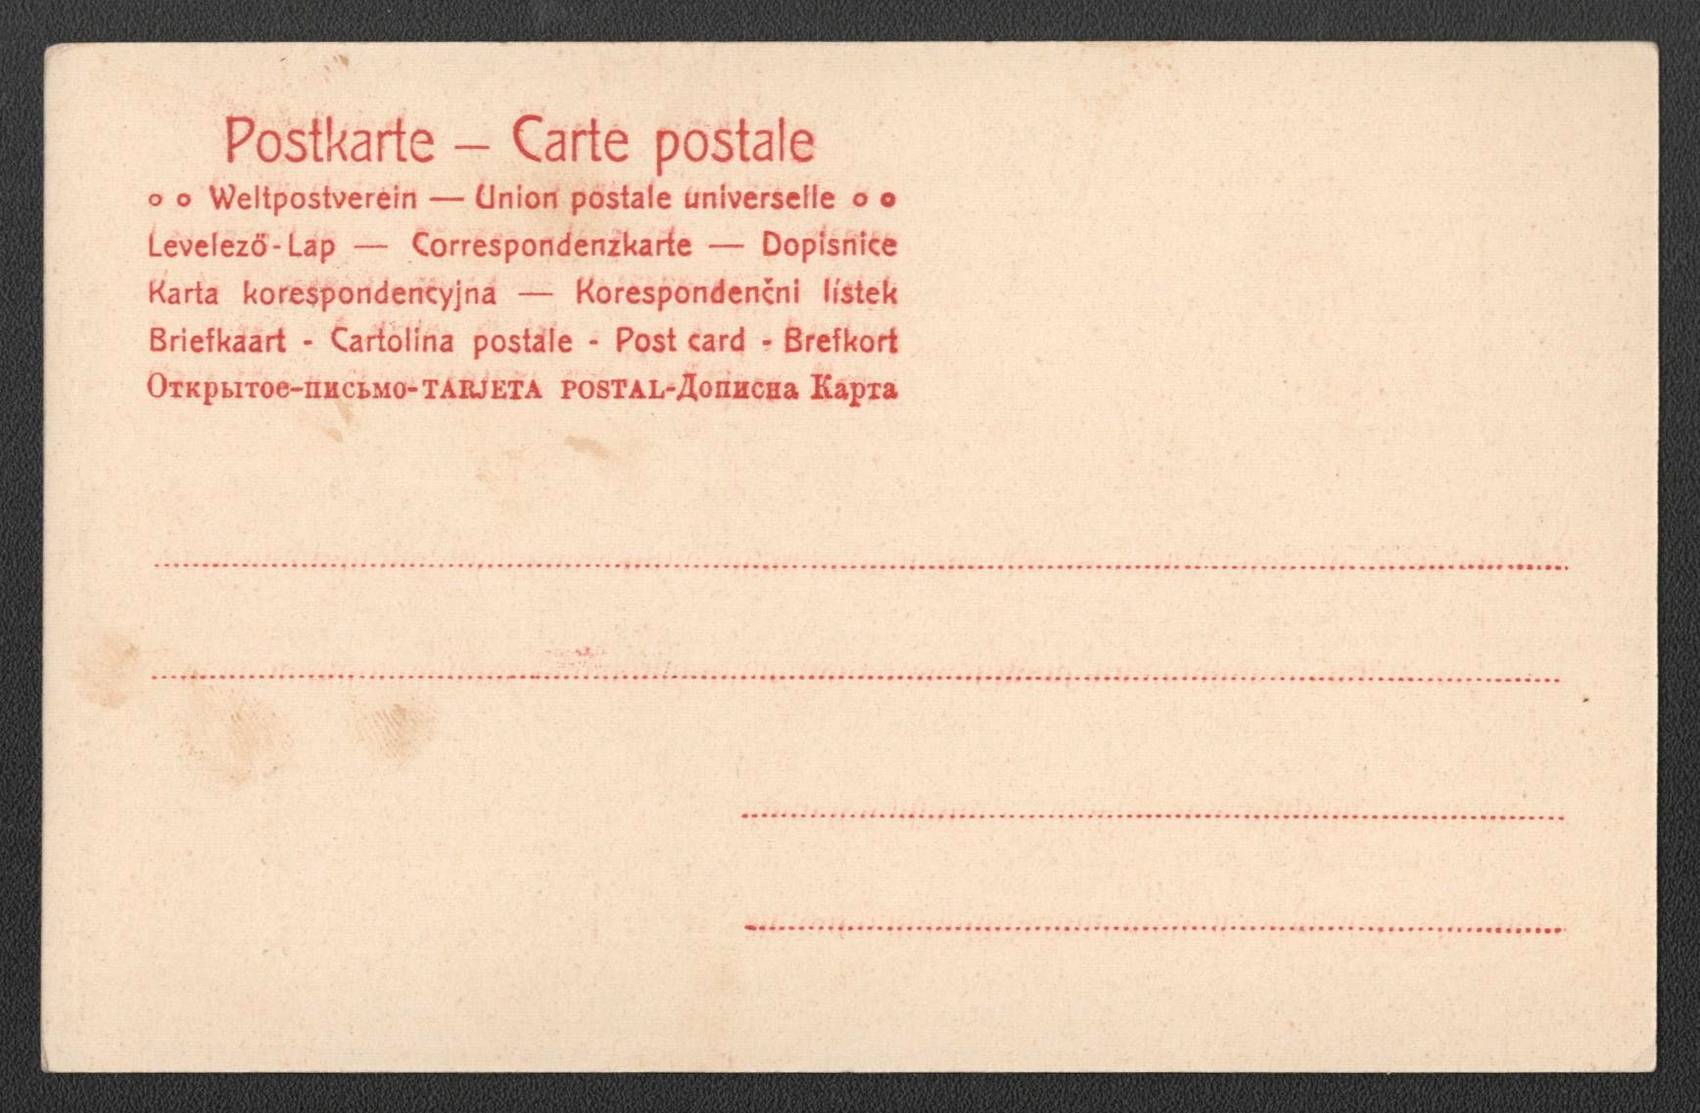 Postkarte – Carte postale
∘ ∘ Weltpostverein — Union postale universelle ∘ ∘
Levelező-Lap — Correspondenzkarte — Dopisnice
Karta korespondencyjna — Korespondenčni lístek
Briefkaart - Cartolina postale - Post card - Brefkort
Открытое-письмо-TARJETA POSTAL-Дописна Карта